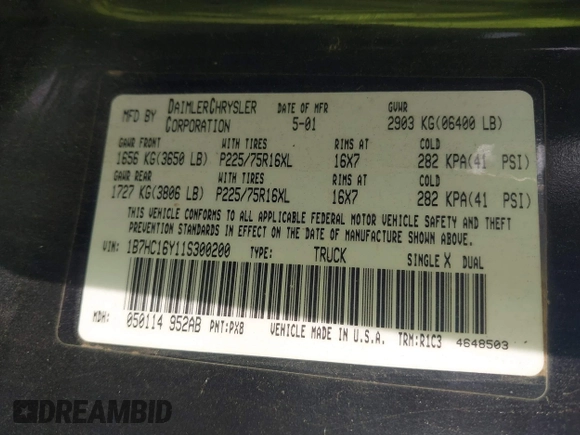 MFD BY DAIMLERCHRYSLER CORPORATION DATE OF MFR 5-01 GVWR 2903 KG(06400 LB)
GAWR FRONT WITH TIRES RIMS AT COLD
1656 KG(3650 LB) P225/75R16XL 16X7 282 KPA(41 PSI)
GAWR REAR WITH TIRES RIMS AT COLD
1727 KG(3806 LB) P225/75R16XL 16X7 282 KPA(41 PSI)
THIS VEHICLE CONFORMS TO ALL APPLICABLE FEDERAL MOTOR VEHICLE SAFETY AND THEFT
PREVENTION STANDARDS IN EFFECT ON THE DATE OF MANUFACTURE SHOWN ABOVE.
VIN: 1B7HC16Y11S300200 TYPE: TRUCK SINGLE X DUAL
MDH: 050114 952AB PNT:PX8 VEHICLE MADE IN U.S.A. TRM:R1C3 4648503
DREAMBID